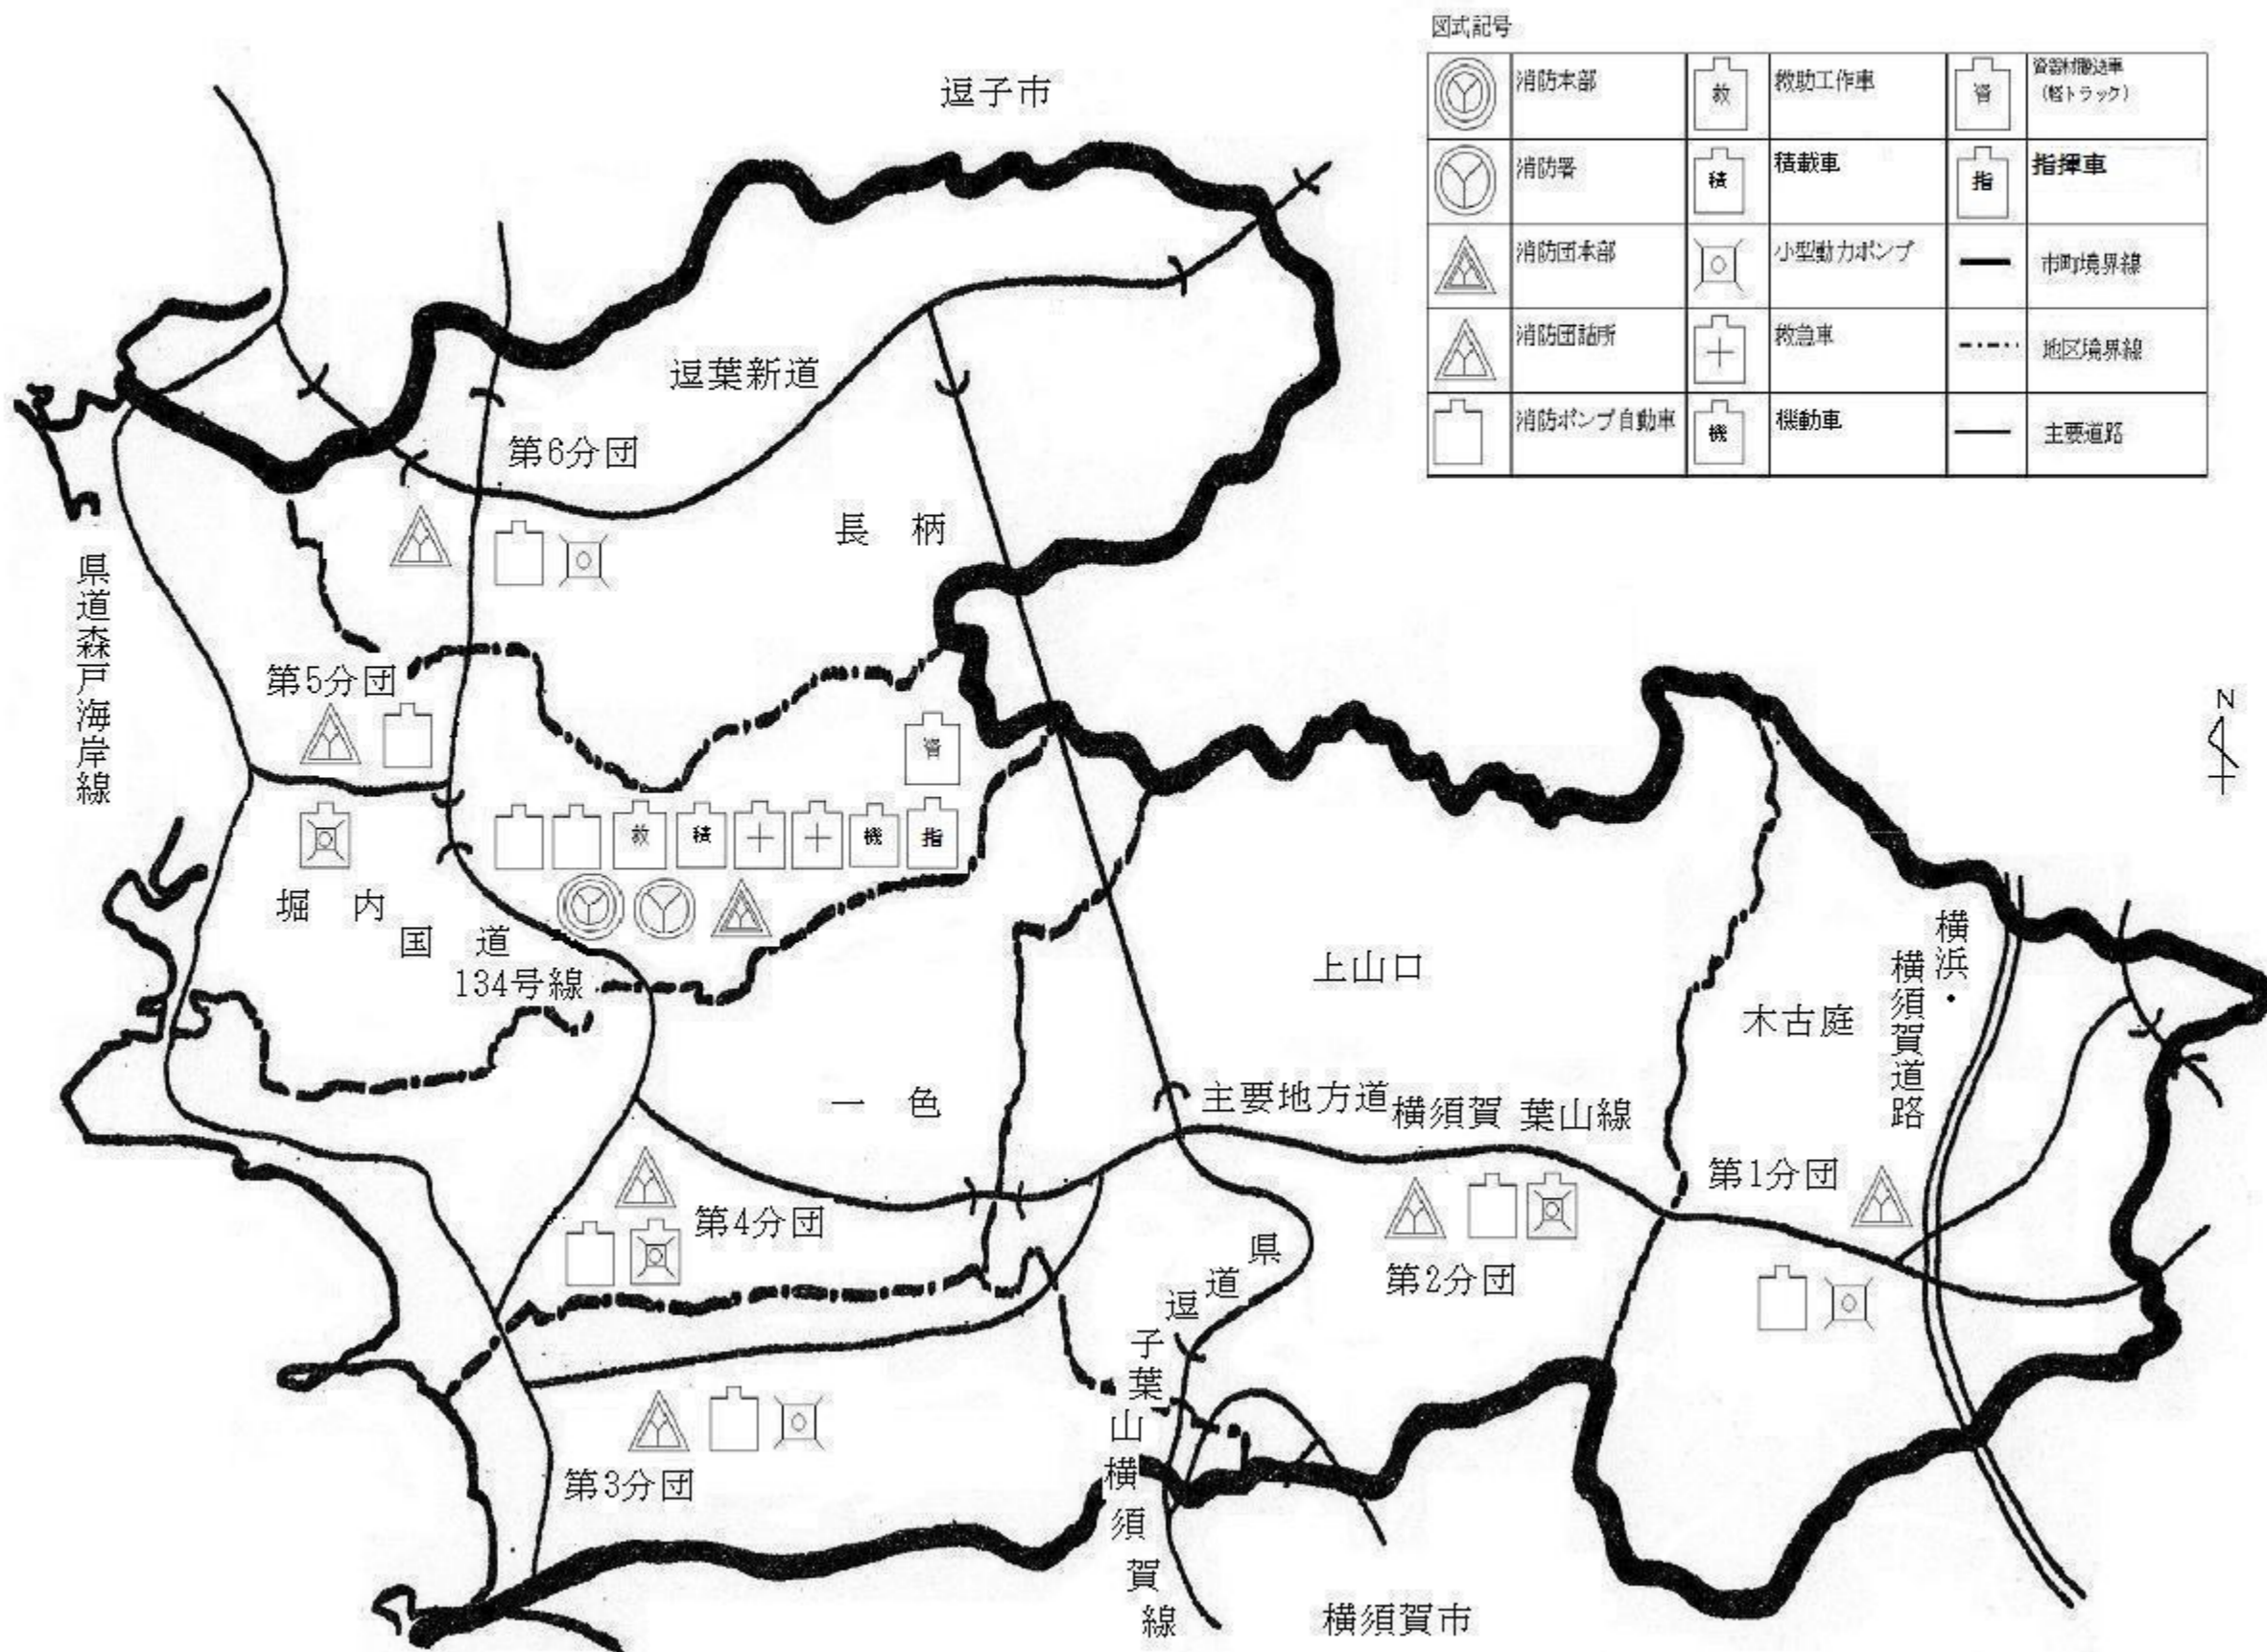 図式記号
消防本部
救
救助工作車
資
資器材搬送車
(軽トラック)
消防署
積
積載車
指
指揮車
消防団本部
小型動力ポンプ
市町境界線
消防団詰所
救急車
地区境界線
消防ポンプ自動車
機
機動車
主要道路
逗子市
逗葉新道
第6分団
長 柄
県道森戸海岸線
第5分団
資
救
積
機
指
堀 内
国 道
134号線
N
上山口
木古庭
横浜・
横須賀道路
一 色
主要地方道
横須賀 葉山線
第1分団
第4分団
第2分団
県道逗子葉山横須賀線
第3分団
横須賀市